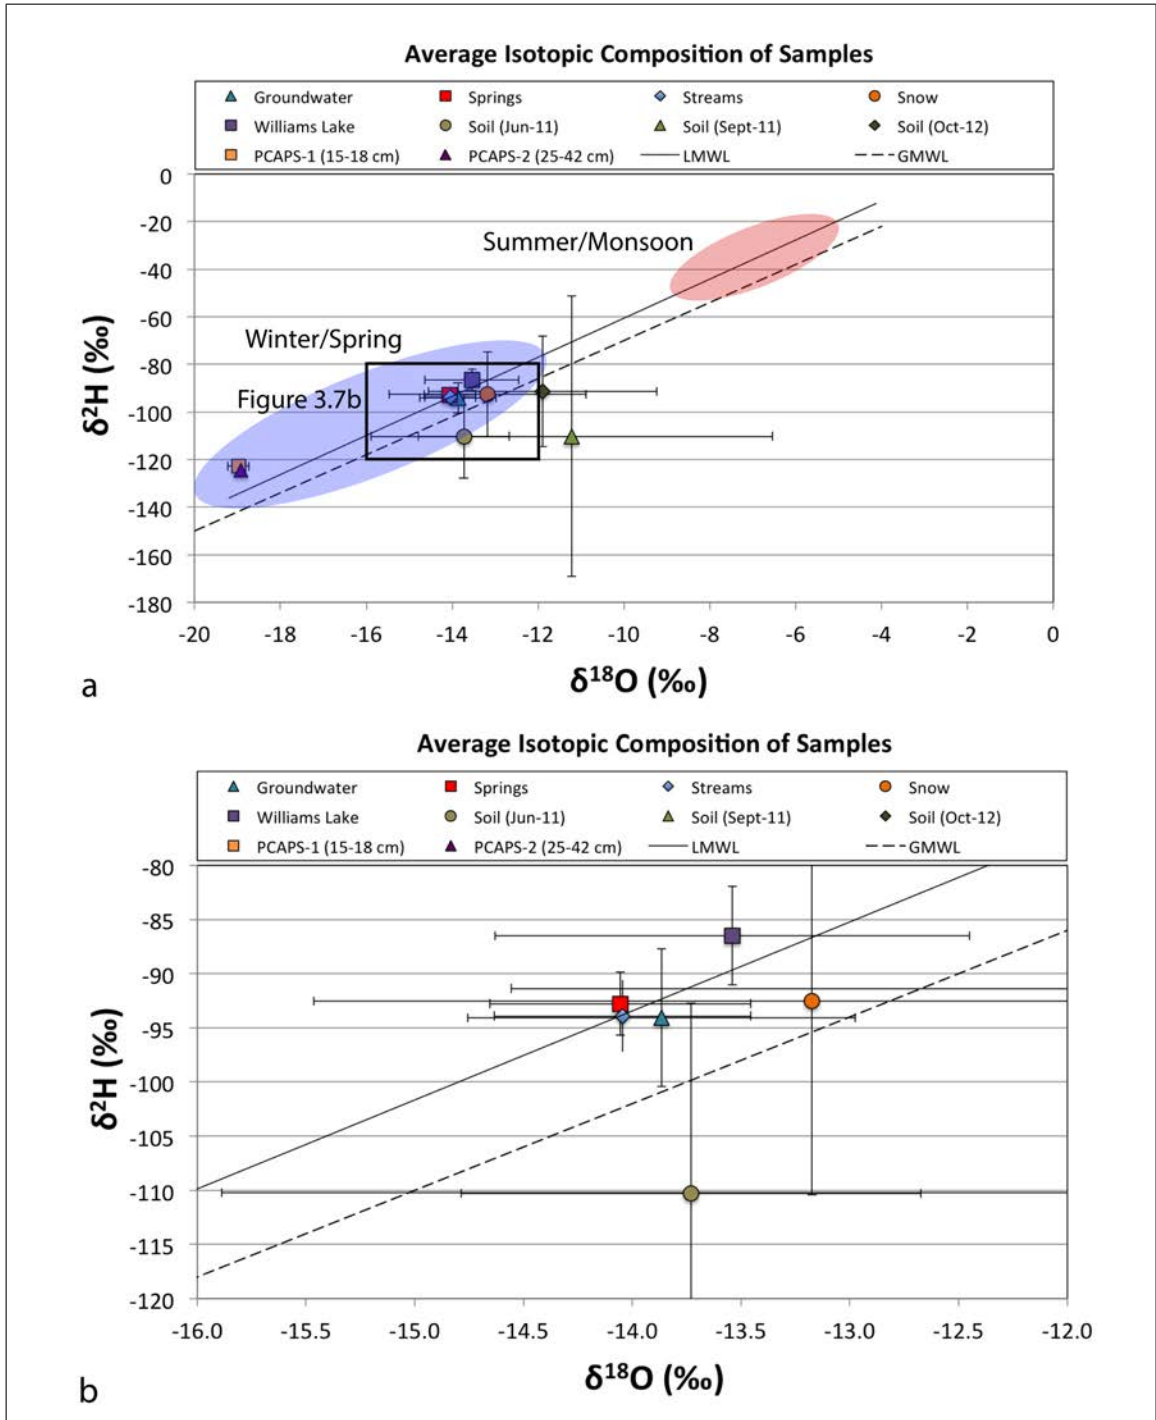 Average Isotopic Composition of Samples
Groundwater Springs Streams Snow
Williams Lake Soil (Jun-11) Soil (Sept-11) Soil (Oct-12)
PCAPS-1 (15-18 cm) PCAPS-2 (25-42 cm) LMWL GMWL
0
-20
-40
-60
-80
-100
-120
-140
-160
-180
δ²H (‰)
Summer/Monsoon
Winter/Spring
Figure 3.7b
-20 -18 -16 -14 -12 -10 -8 -6 -4 -2 0
δ¹⁸O (‰)
a
Average Isotopic Composition of Samples
Groundwater Springs Streams Snow
Williams Lake Soil (Jun-11) Soil (Sept-11) Soil (Oct-12)
PCAPS-1 (15-18 cm) PCAPS-2 (25-42 cm) LMWL GMWL
-80
-85
-90
-95
-100
-105
-110
-115
-120
δ²H (‰)
-16.0 -15.5 -15.0 -14.5 -14.0 -13.5 -13.0 -12.5 -12.0
δ¹⁸O (‰)
b